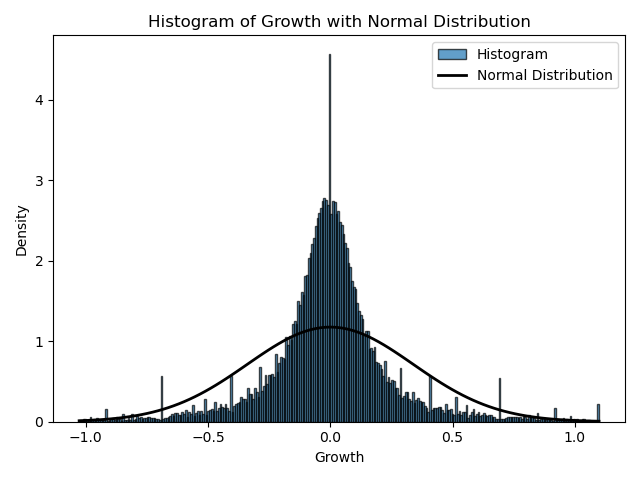 Histogram of Growth with Normal Distribution
Histogram
Normal Distribution
Density
4
3
2
1
0
−1.0
−0.5
0.0
0.5
1.0
Growth